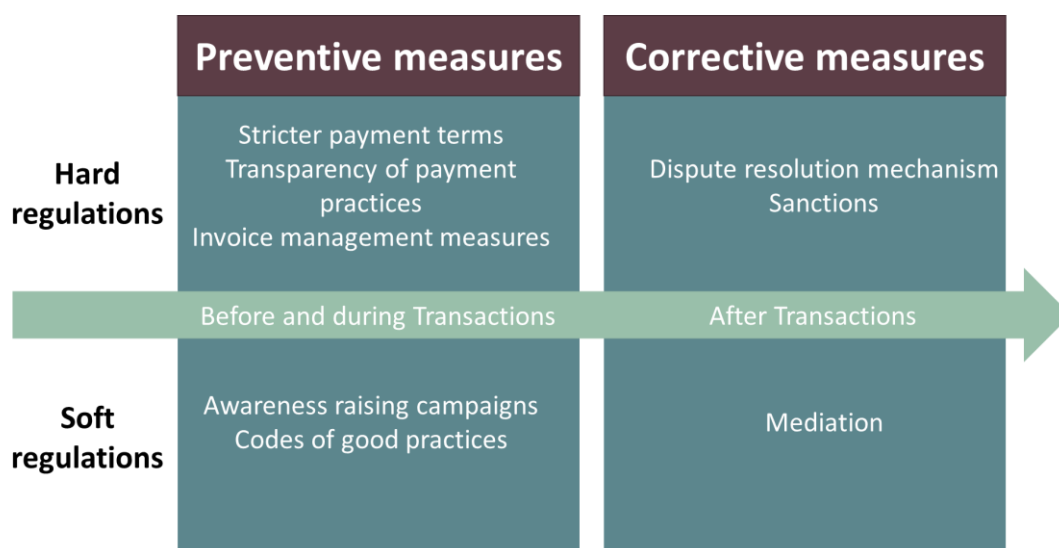 Preventive measures
Corrective measures
Hard
regulations
Stricter payment terms
Transparency of payment
practices
Invoice management measures
Dispute resolution mechanism
Sanctions
Before and during Transactions
After Transactions
Soft
regulations
Awareness raising campaigns
Codes of good practices
Mediation